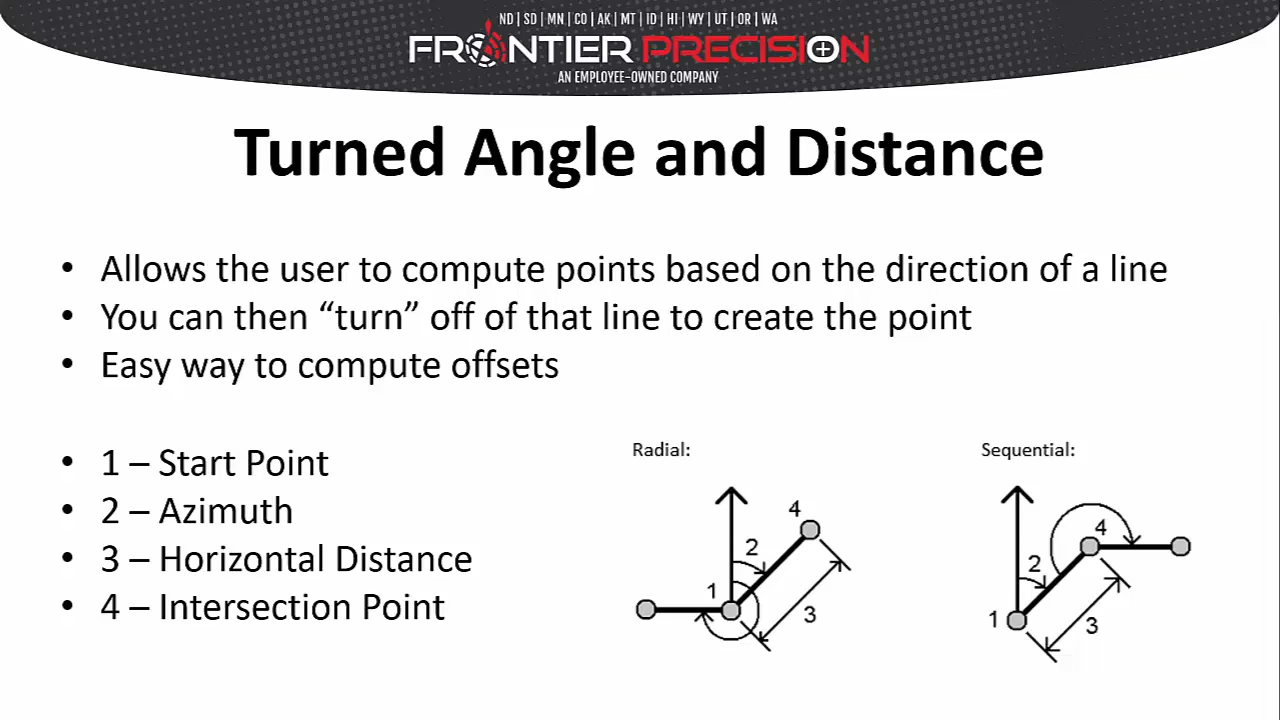 ND | SD | MN | CO | AK | MT | ID | HI | WY | UT | OR | WA
FRONTIER PRECISION
AN EMPLOYEE-OWNED COMPANY
Turned Angle and Distance
• Allows the user to compute points based on the direction of a line
• You can then “turn” off of that line to create the point
• Easy way to compute offsets
• 1 – Start Point
• 2 – Azimuth
• 3 – Horizontal Distance
• 4 – Intersection Point
Radial:
4
2
1
3
Sequential:
4
2
1
3